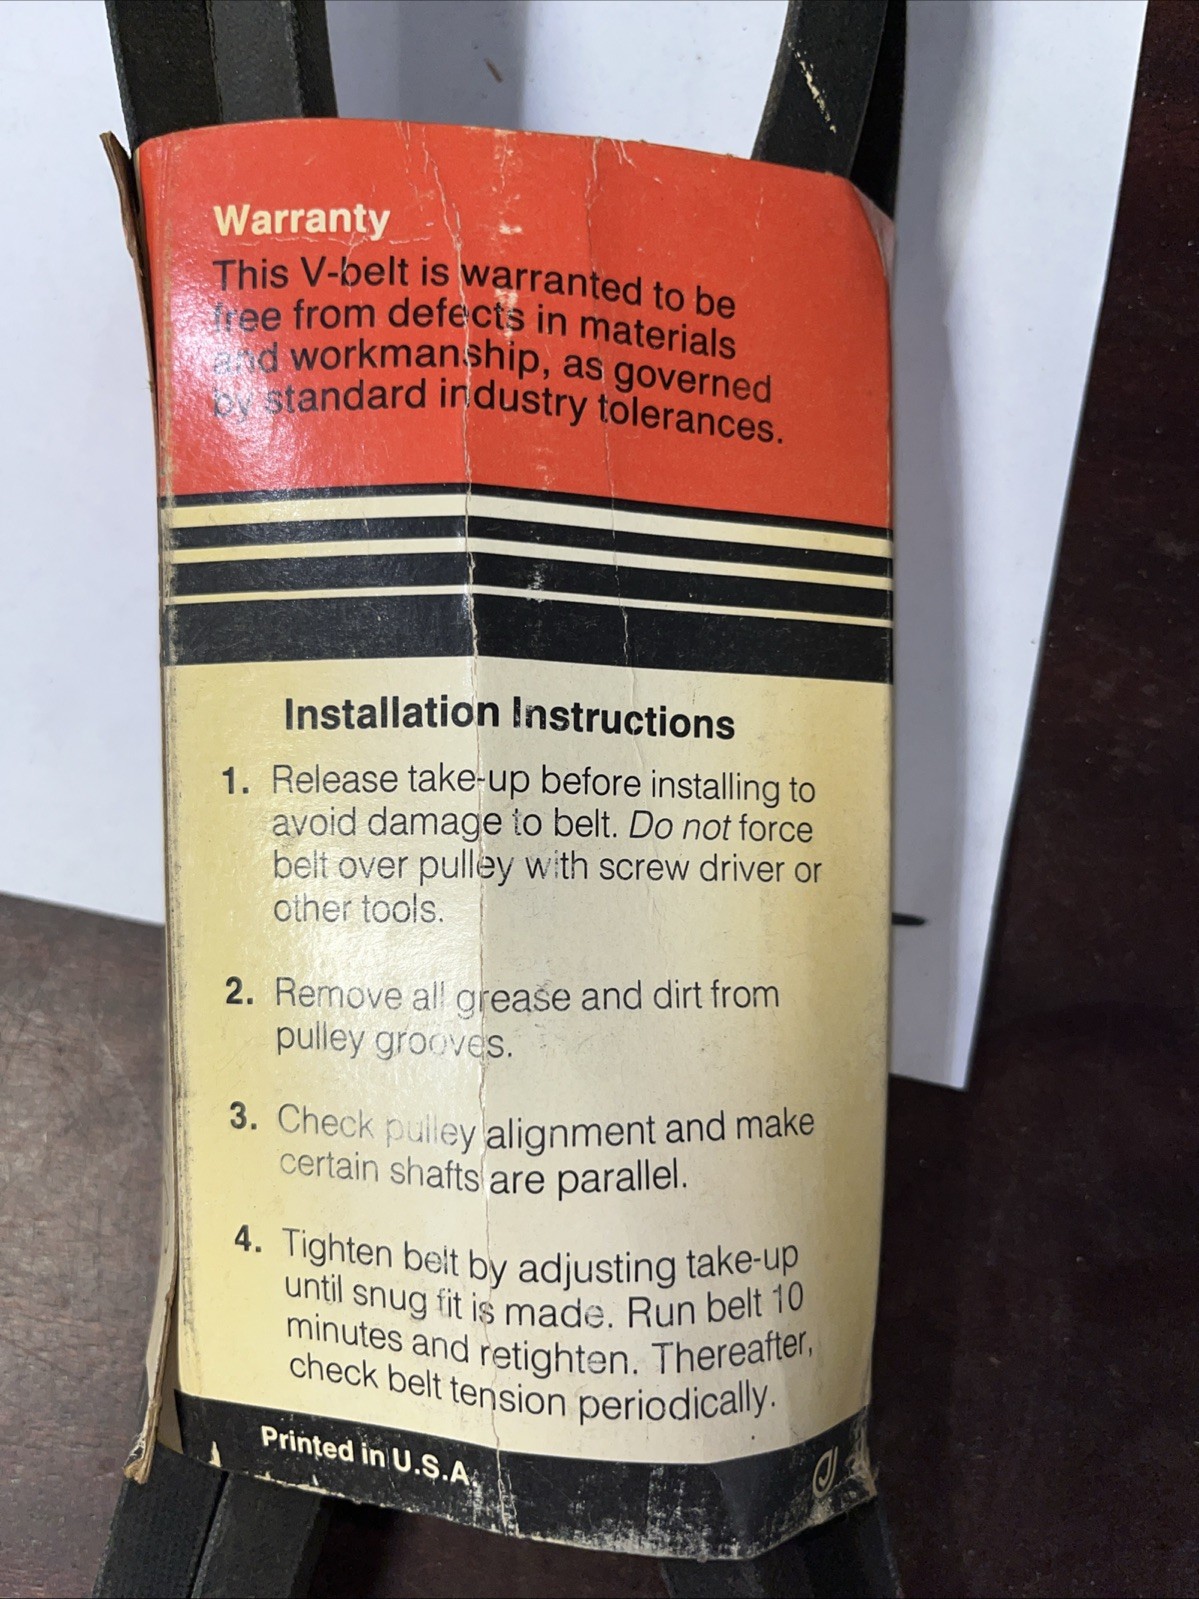 Warranty
This V-belt is warranted to be
free from defects in materials
and workmanship, as governed
by standard industry tolerances.
Installation Instructions
1. Release take-up before installing to
avoid damage to belt. Do not force
belt over pulley with screw driver or
other tools.
2. Remove all grease and dirt from
pulley grooves.
3. Check pulley alignment and make
certain shafts are parallel.
4. Tighten belt by adjusting take-up
until snug fit is made. Run belt 10
minutes and retighten. Thereafter,
check belt tension periodically.
Printed in U.S.A.